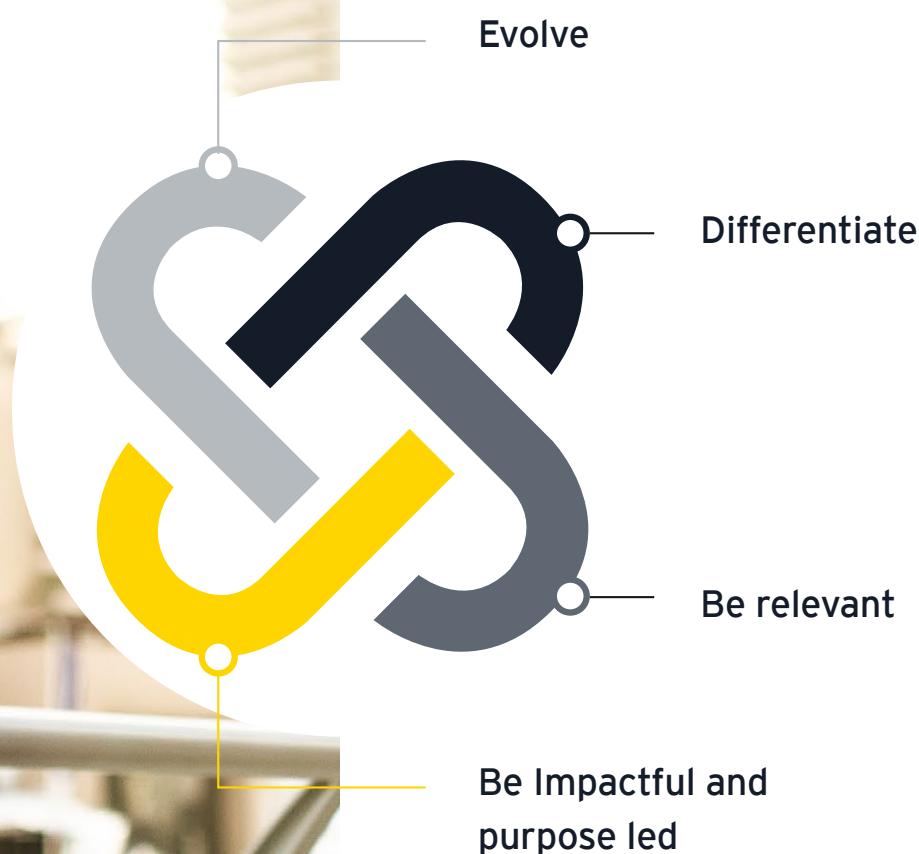 Evolve
Differentiate
Be relevant
Be Impactful and
purpose led